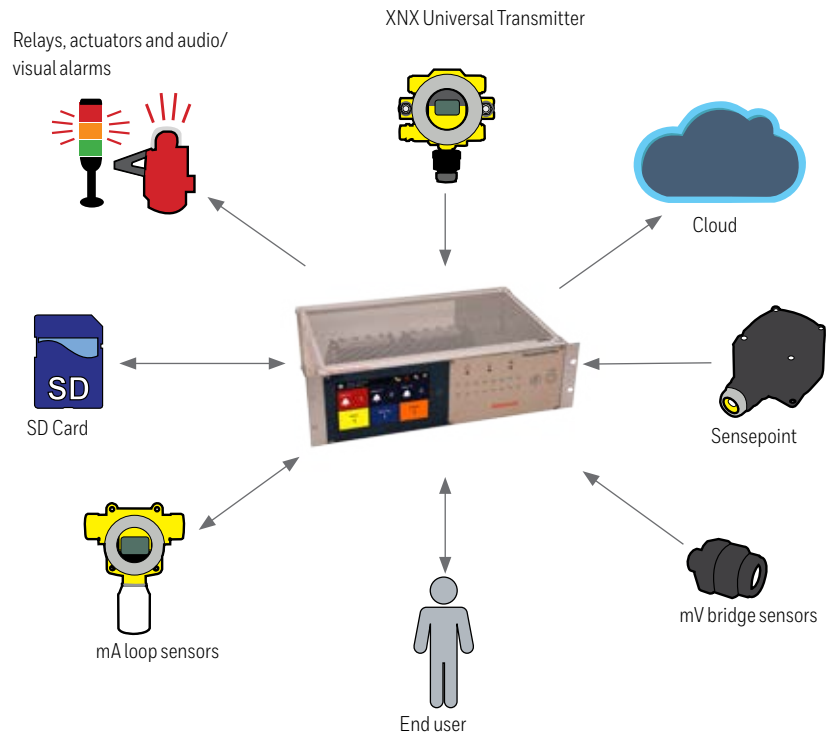 XNX Universal Transmitter
Relays, actuators and audio/
visual alarms
Cloud
SD
SD Card
Sensepoint
mA loop sensors
mV bridge sensors
End user